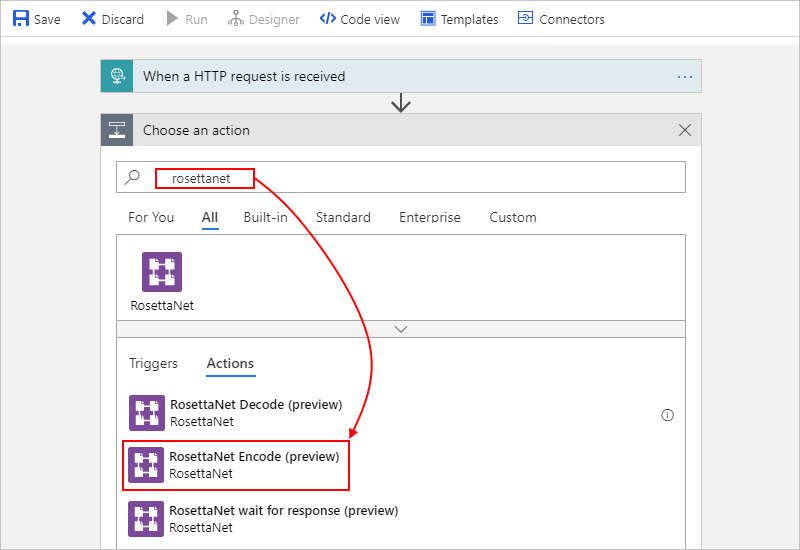 Save Discard Run Designer Code view Templates Connectors
When a HTTP request is received
Choose an action
rosettanet
For You All Built-in Standard Enterprise Custom
RosettaNet
Triggers Actions
RosettaNet Decode (preview)
RosettaNet
RosettaNet Encode (preview)
RosettaNet
RosettaNet wait for response (preview)
RosettaNet